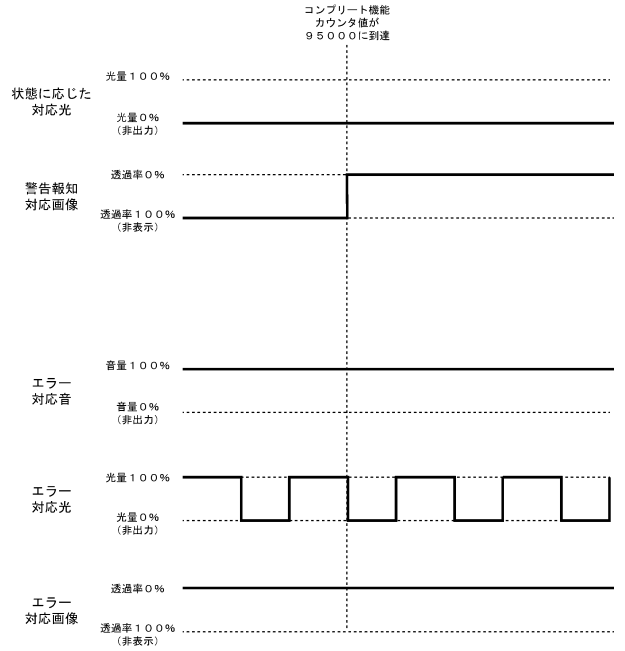 コンプリート機能
カウンタ値が
９５０００に到達
状態に応じた
対応光
光量１００％
光量０％
（非出力）
警告報知
対応画像
透過率０％
透過率１００％
（非表示）
エラー
対応音
音量１００％
音量０％
（非出力）
エラー
対応光
光量１００％
光量０％
（非出力）
エラー
対応画像
透過率０％
透過率１００％
（非表示）